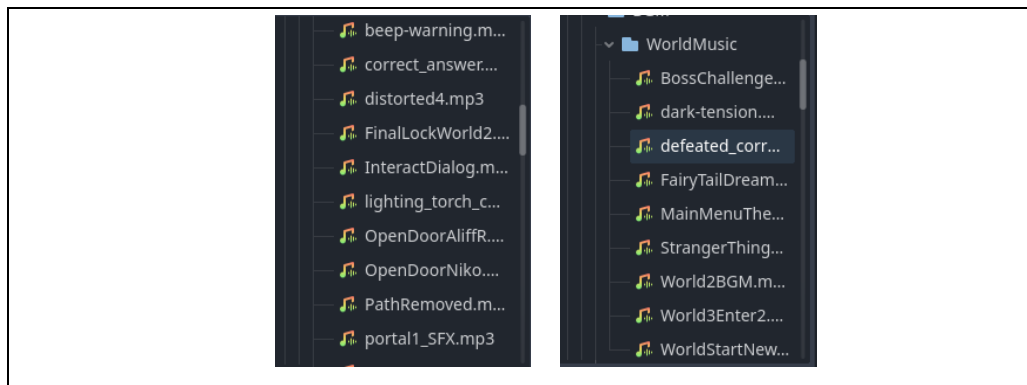 beep-warning.m...
correct_answer....
distorted4.mp3
FinalLockWorld2....
InteractDialog.m...
lighting_torch_c...
OpenDoorAliffR....
OpenDoorNiko....
PathRemoved.m...
portal1_SFX.mp3
WorldMusic
BossChallenge...
dark-tension....
defeated_corr...
FairyTailDream...
MainMenuThe...
StrangerThing...
World2BGM.m...
World3Enter2....
WorldStartNew...